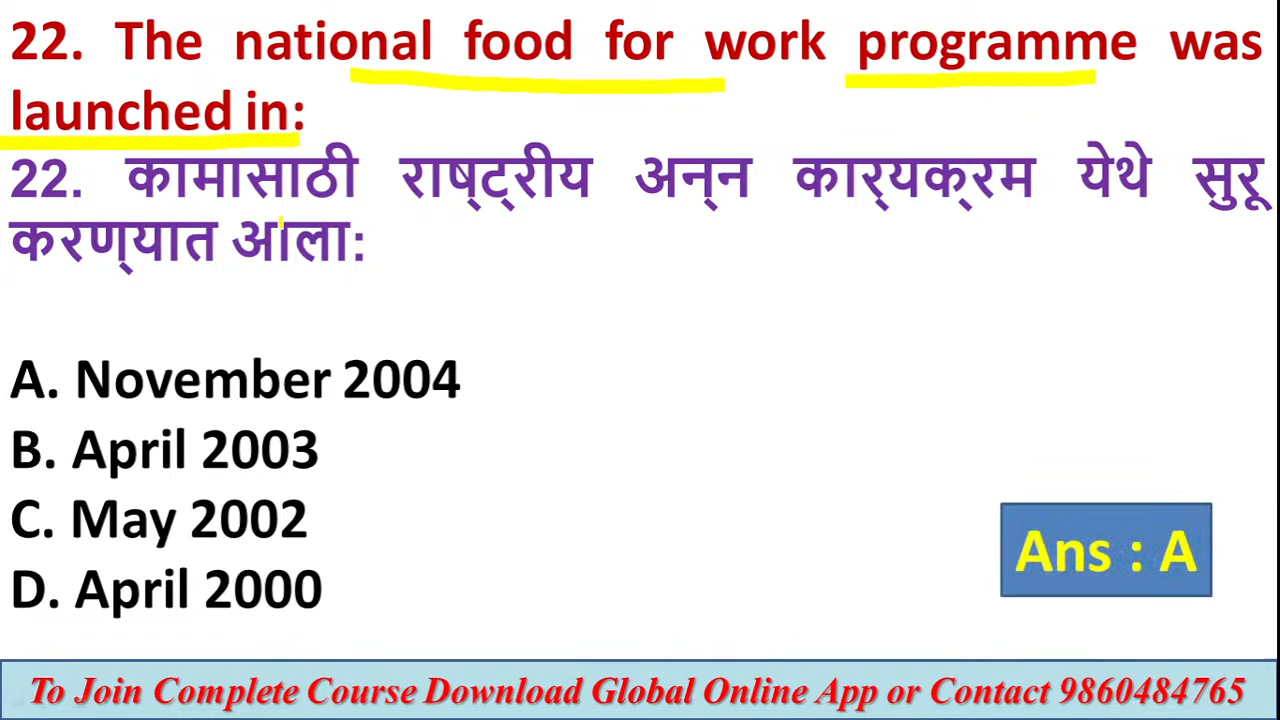 22. The national food for work programme was
launched in:
22. कामासाठी राष्ट्रीय अन्न कार्यक्रम येथे सुरू
करण्यात आला:
A. November 2004
B. April 2003
C. May 2002
D. April 2000
Ans : A
To Join Complete Course Download Global Online App or Contact 9860484765